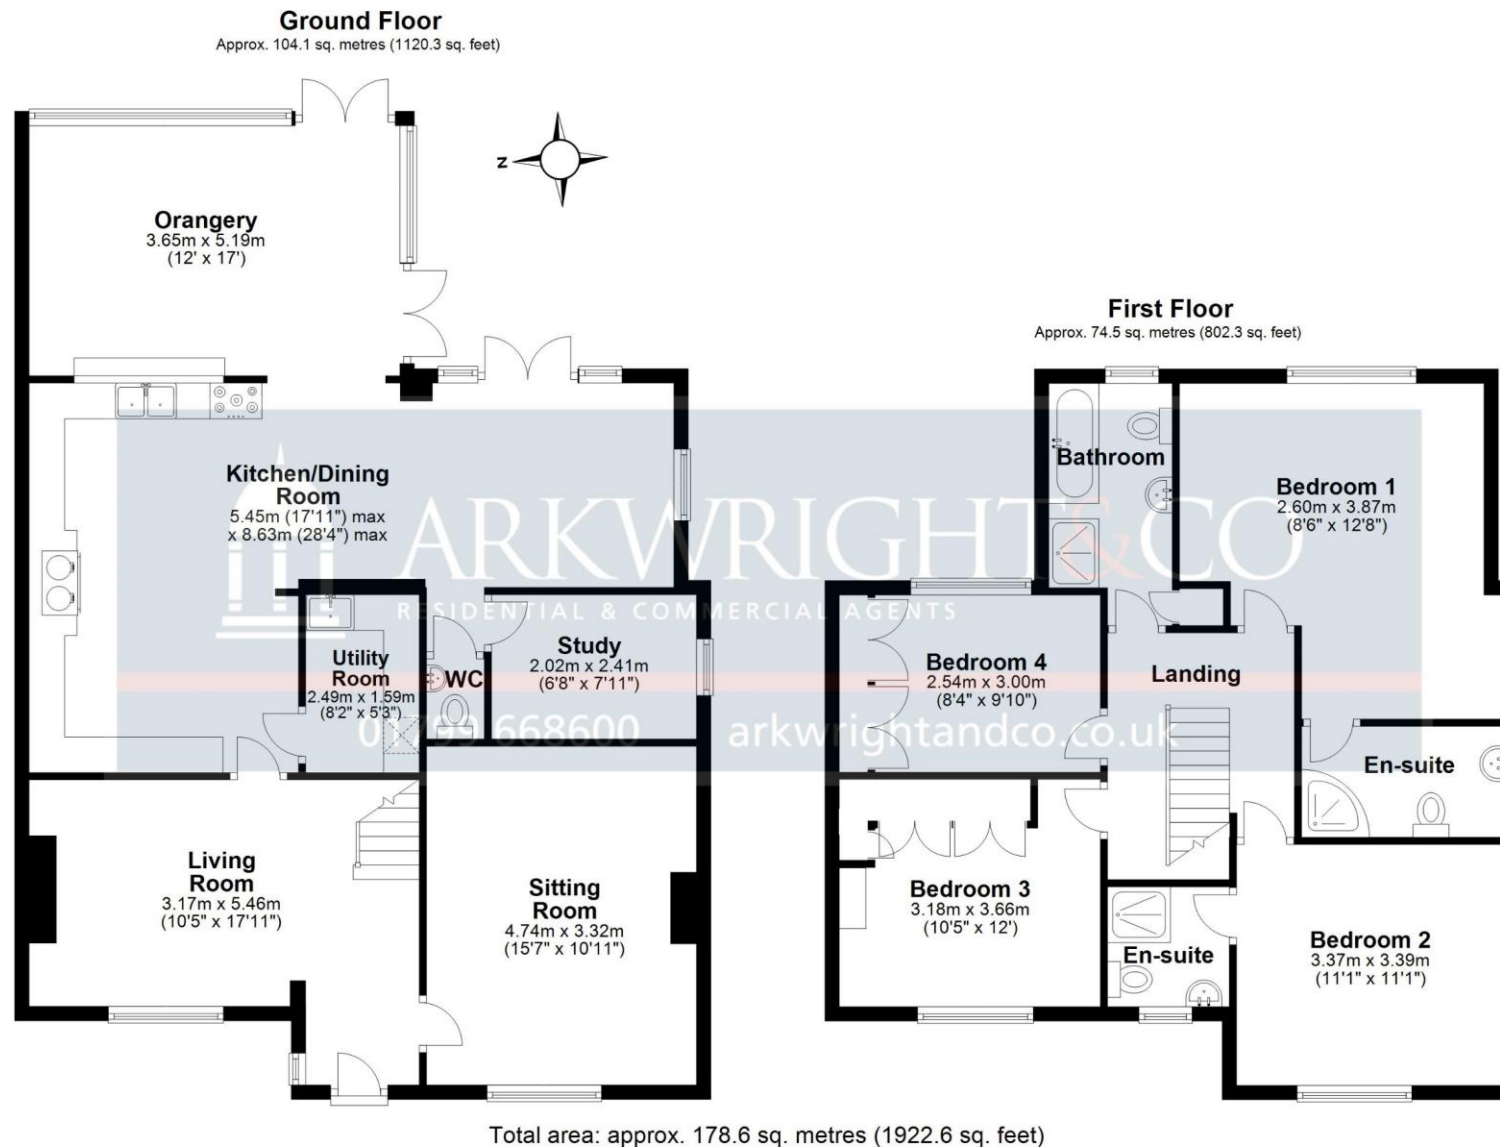 Ground Floor
Approx. 104.1 sq. metres (1120.3 sq. feet)
Z
Orangery
3.65m x 5.19m
(12' x 17')
Kitchen/Dining
Room
5.45m (17'11") max
x 8.63m (28'4") max
Utility
Room
2.49m x 1.59m
(8'2" x 5'3")
WC
Study
2.02m x 2.41m
(6'8" x 7'11")
Living
Room
3.17m x 5.46m
(10'5" x 17'11")
Sitting
Room
4.74m x 3.32m
(15'7" x 10'11")
First Floor
Approx. 74.5 sq. metres (802.3 sq. feet)
Bathroom
Bedroom 1
2.60m x 3.87m
(8'6" x 12'8")
Bedroom 4
2.54m x 3.00m
(8'4" x 9'10")
Landing
En-suite
Bedroom 3
3.18m x 3.66m
(10'5" x 12')
En-suite
Bedroom 2
3.37m x 3.39m
(11'1" x 11'1")
ARKWRIGHT&CO
RESIDENTIAL & COMMERCIAL AGENTS
01799 668600 arkwrightandco.co.uk
Total area: approx. 178.6 sq. metres (1922.6 sq. feet)